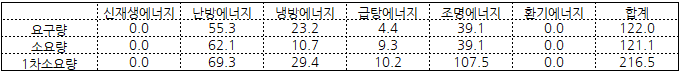 신재생에너지 난방에너지 냉방에너지 급탕에너지 조명에너지 환기에너지 합계
요구량 0.0 55.3 23.2 4.4 39.1 0.0 122.0
소요량 0.0 62.1 10.7 9.3 39.1 0.0 121.1
1차소요량 0.0 69.3 29.4 10.2 107.5 0.0 216.5